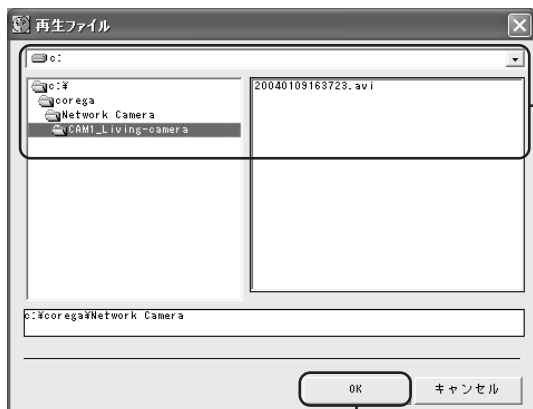 再生ファイル
c:
c:¥
corega
Network Camera
CAM1_Living-camera
20040109163723.avi
c:¥corega¥Network Camera
OK
キャンセル